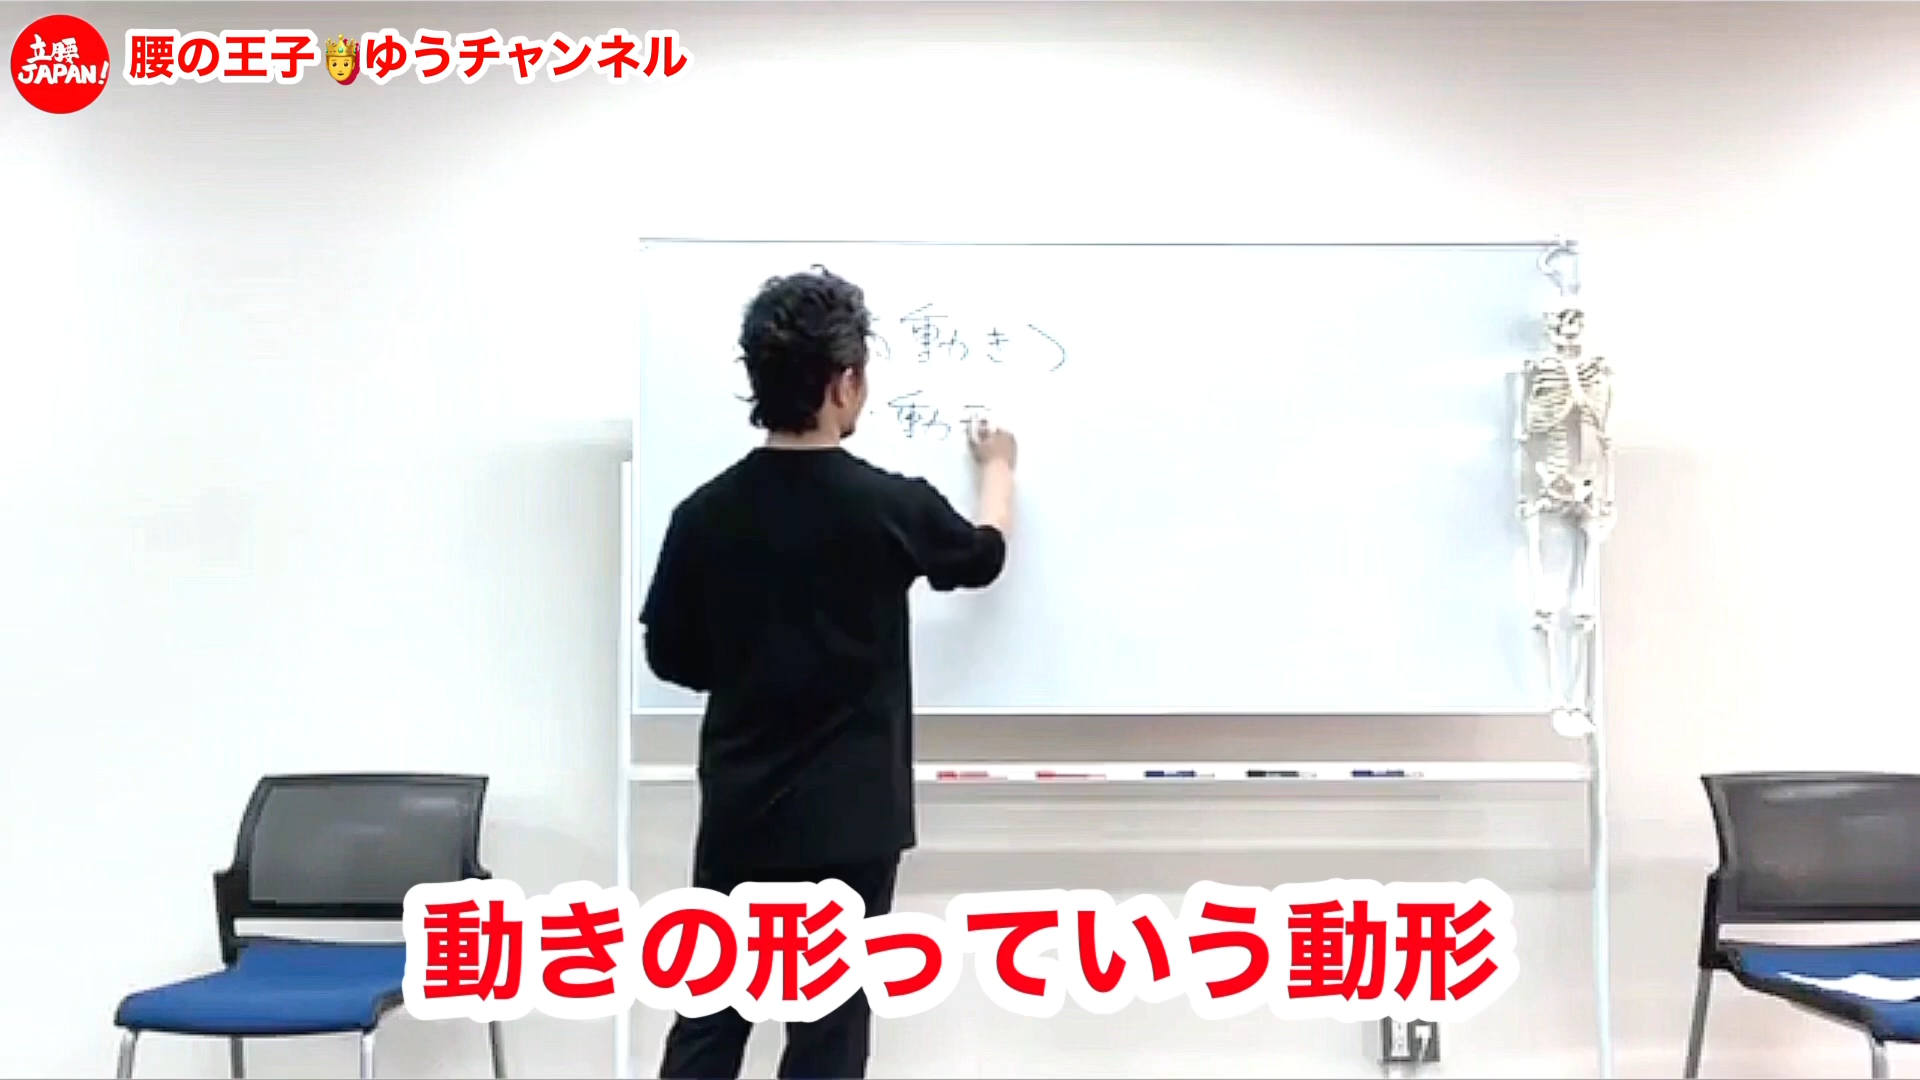 立腰
JAPAN!
腰の王子🤴ゆうチャンネル
動き)
・動形
動きの形っていう動形